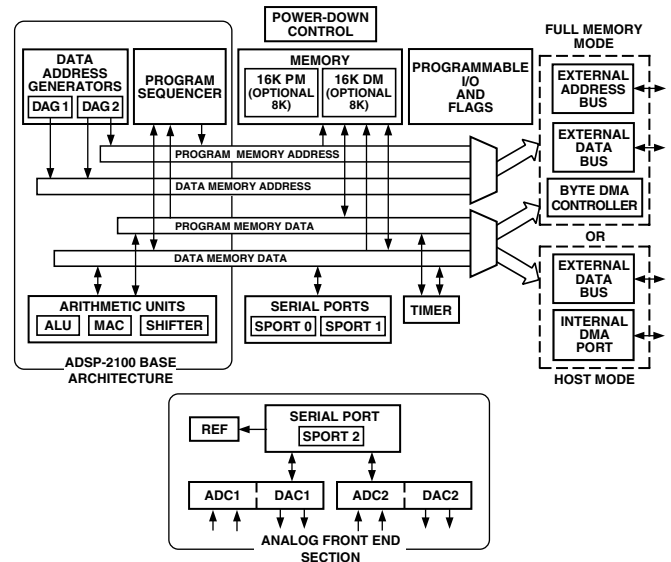 POWER-DOWN
CONTROL
FULL MEMORY
MODE
DATA
ADDRESS
GENERATORS
DAG 1
DAG 2
PROGRAM
SEQUENCER
MEMORY
16K PM
(OPTIONAL
8K)
16K DM
(OPTIONAL
8K)
PROGRAMMABLE
I/O
AND
FLAGS
EXTERNAL
ADDRESS
BUS
EXTERNAL
DATA
BUS
BYTE DMA
CONTROLLER
PROGRAM MEMORY ADDRESS
DATA MEMORY ADDRESS
PROGRAM MEMORY DATA
DATA MEMORY DATA
OR
EXTERNAL
DATA
BUS
INTERNAL
DMA
PORT
HOST MODE
ARITHMETIC UNITS
ALU
MAC
SHIFTER
SERIAL PORTS
SPORT 0
SPORT 1
TIMER
ADSP-2100 BASE
ARCHITECTURE
REF
SERIAL PORT
SPORT 2
ADC1
DAC1
ADC2
DAC2
ANALOG FRONT END
SECTION